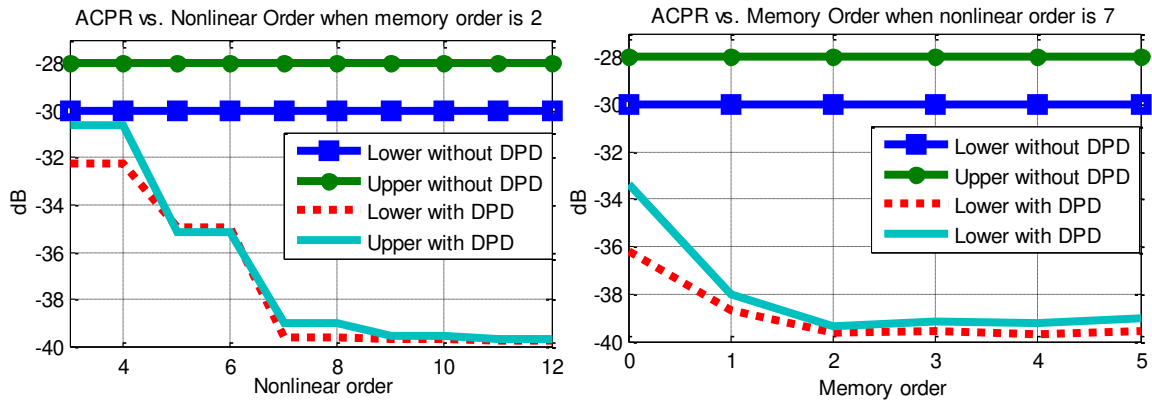 ACPR vs. Nonlinear Order when memory order is 2
-28
-30
-32
-34
-36
-38
-40
dB
4
6
8
10
12
Nonlinear order
Lower without DPD
Upper without DPD
Lower with DPD
Upper with DPD
ACPR vs. Memory Order when nonlinear order is 7
-28
-30
-32
-34
-36
-38
-40
dB
0
1
2
3
4
5
Memory order
Lower without DPD
Upper without DPD
Lower with DPD
Lower with DPD